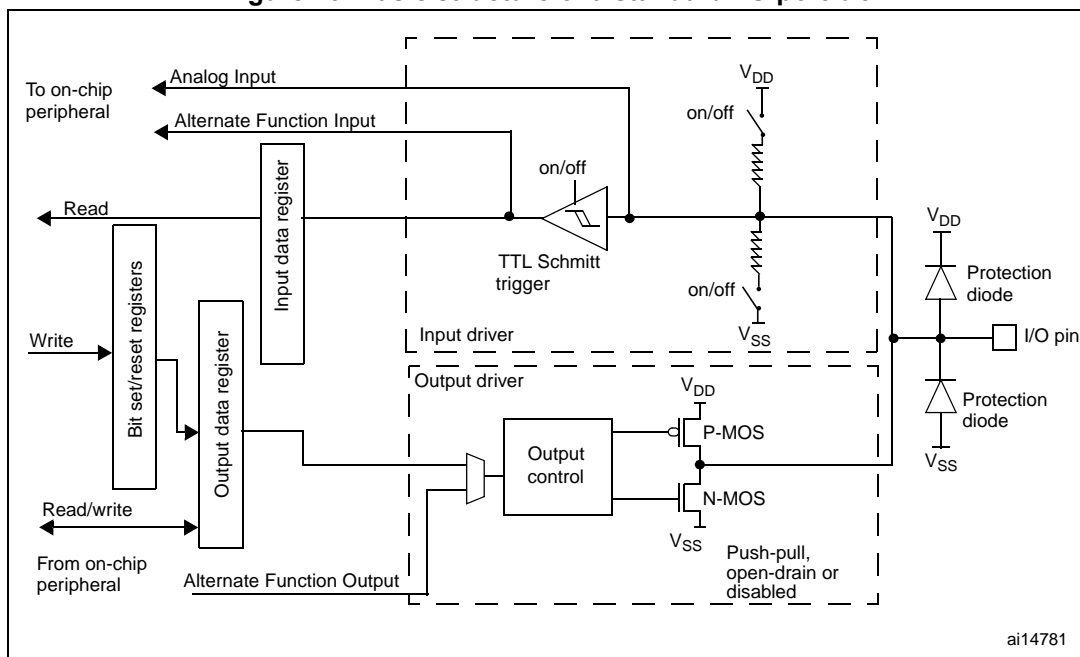 To on-chip
peripheral
Analog Input
Alternate Function Input
Read
Input data register
on/off
TTL Schmitt
trigger
VDD
on/off
on/off
VSS
Input driver
VDD
Protection
diode
I/O pin
Protection
diode
VSS
Write
Bit set/reset registers
Output data register
Read/write
From on-chip
peripheral
Alternate Function Output
Output driver
Output
control
VDD
P-MOS
N-MOS
VSS
Push-pull,
open-drain or
disabled
ai14781